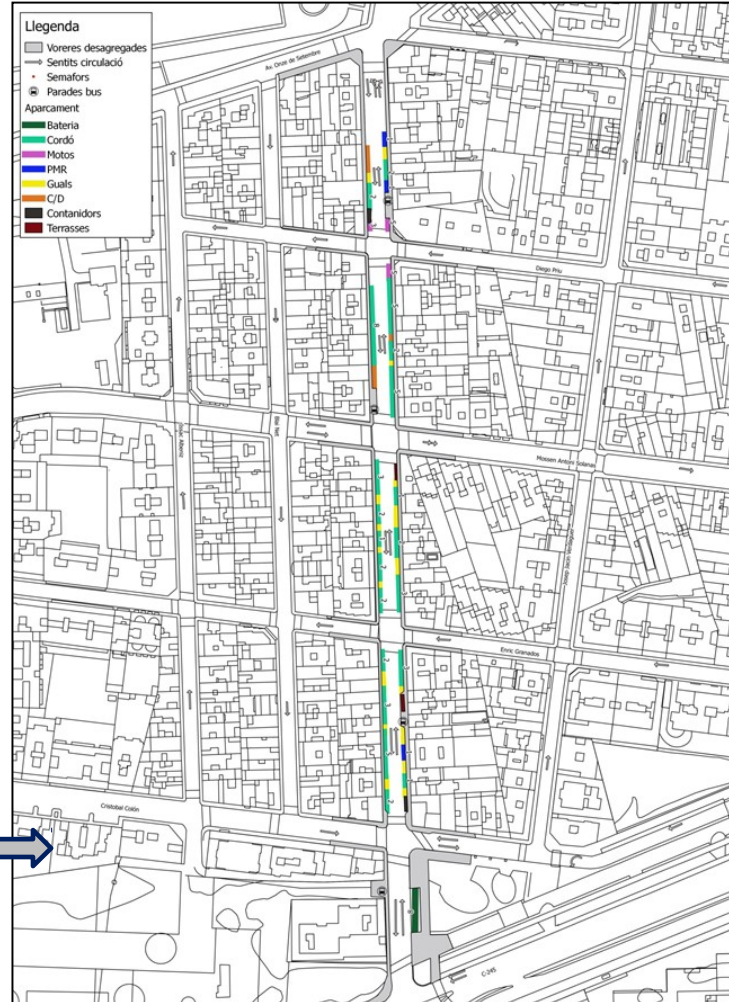 Llegenda
Voreres desagregades
Sentits circulació
Semafors
Parades bus
Aparcament
Bateria
Cordó
Motos
PMR
Guals
C/D
Contanidors
Terrasses
Av. Onze de Setembre
Diego Priu
Mossen Antoni Solanas
Enric Granados
Cristobal Colón
C-245